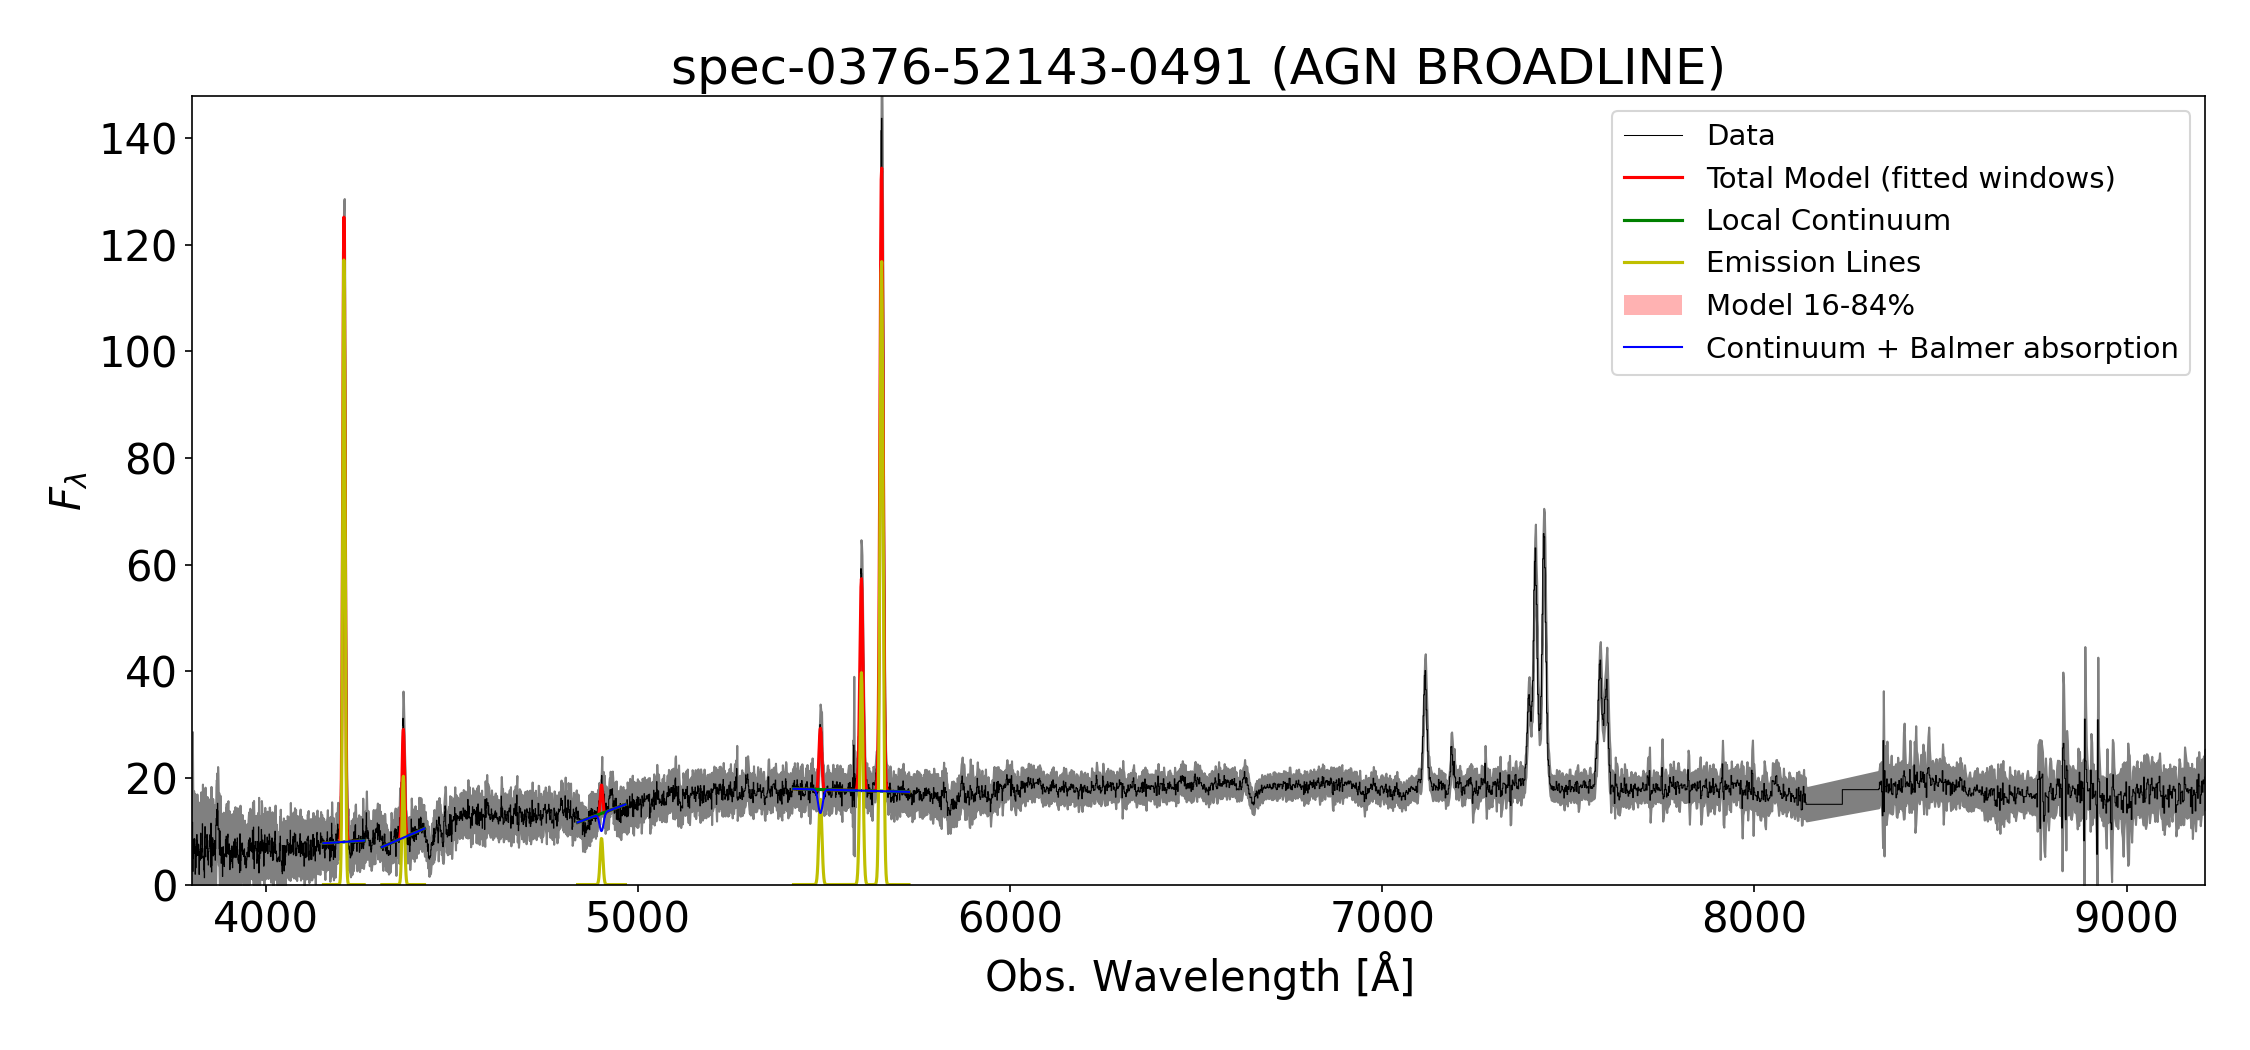 spec-0376-52143-0491 (AGN BROADLINE)
140
120
100
80
60
40
20
0
F_λ
Data
Total Model (fitted windows)
Local Continuum
Emission Lines
Model 16-84%
Continuum + Balmer absorption
4000 5000 6000 7000 8000 9000
Obs. Wavelength [Å]